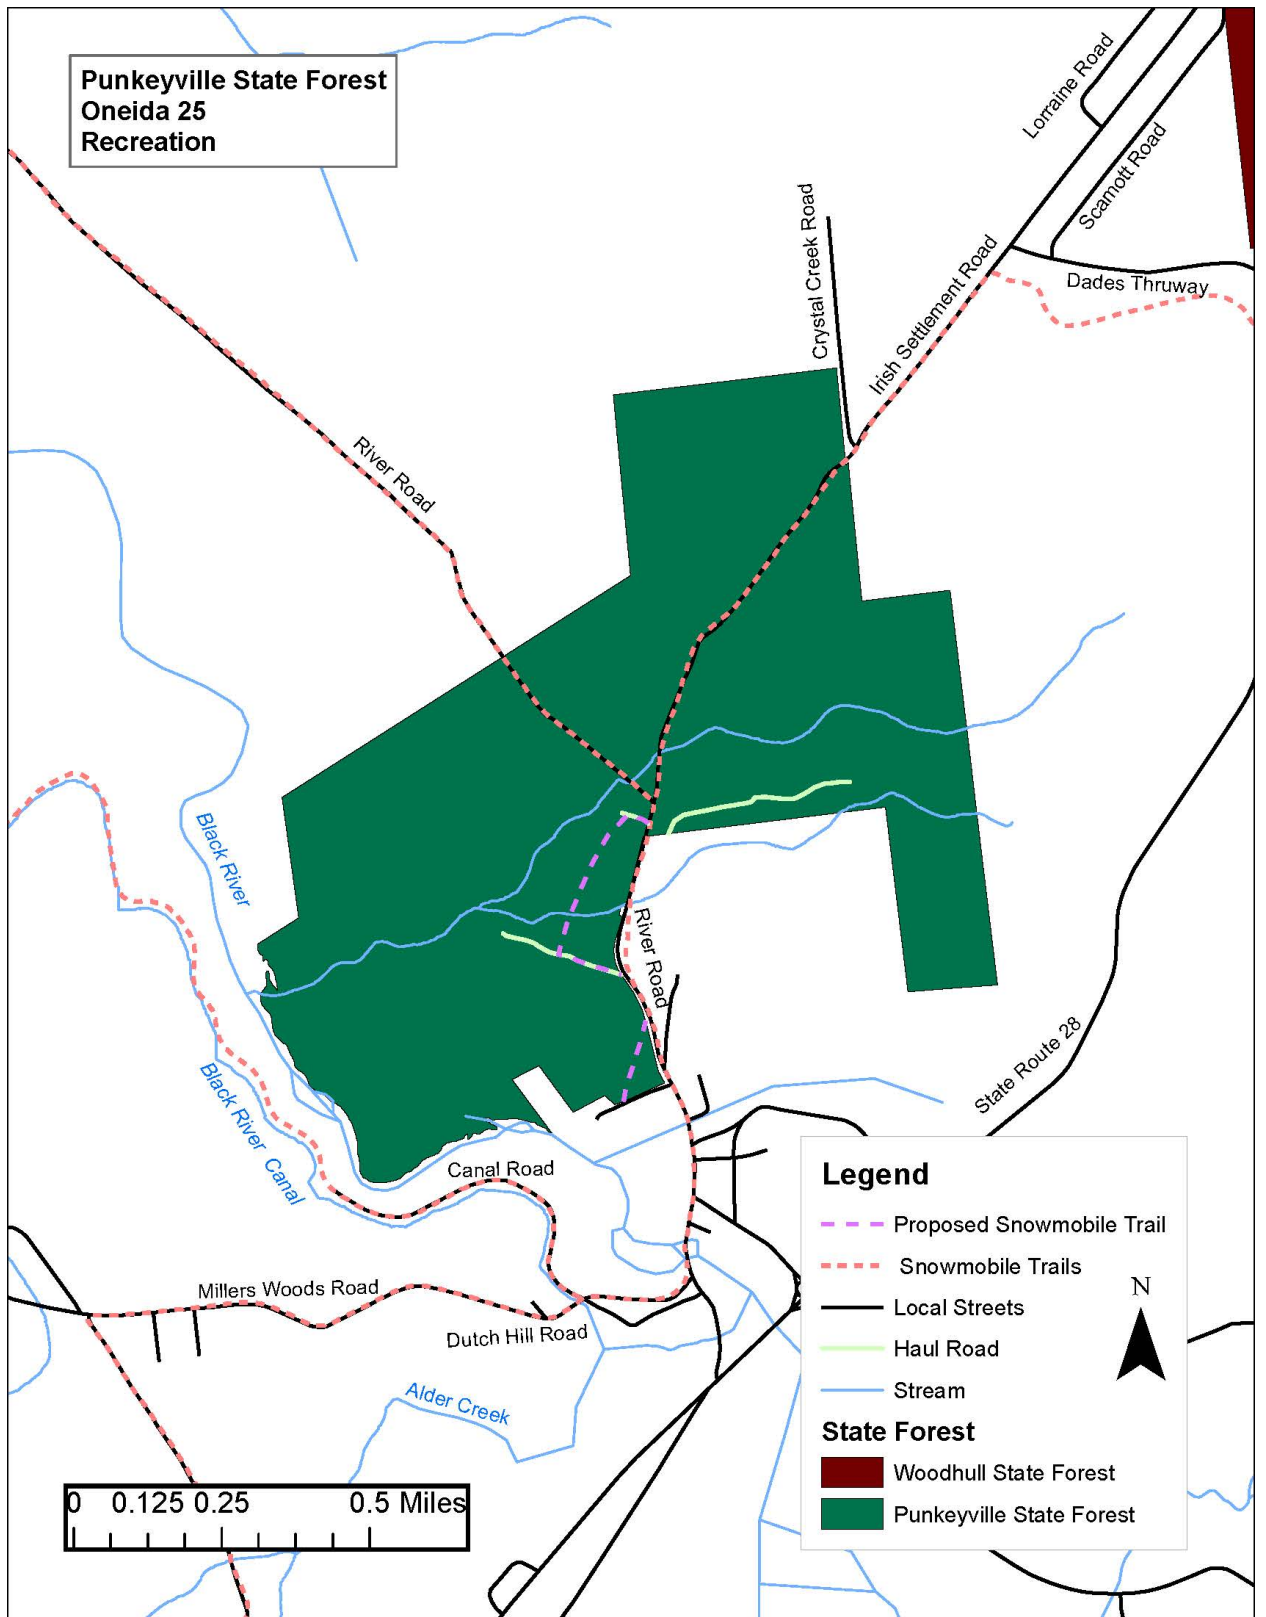 Punkeyville State Forest
Oneida 25
Recreation
Lorraine Road
Scamott Road
Crystal Creek Road
Irish Settlement Road
Dades Thruway
River Road
Black River
River Road
State Route 28
Black River Canal
Canal Road
Millers Woods Road
Dutch Hill Road
Alder Creek
Legend
Proposed Snowmobile Trail
Snowmobile Trails
Local Streets
Haul Road
Stream
N
State Forest
Woodhull State Forest
Punkeyville State Forest
0 0.125 0.25 0.5 Miles